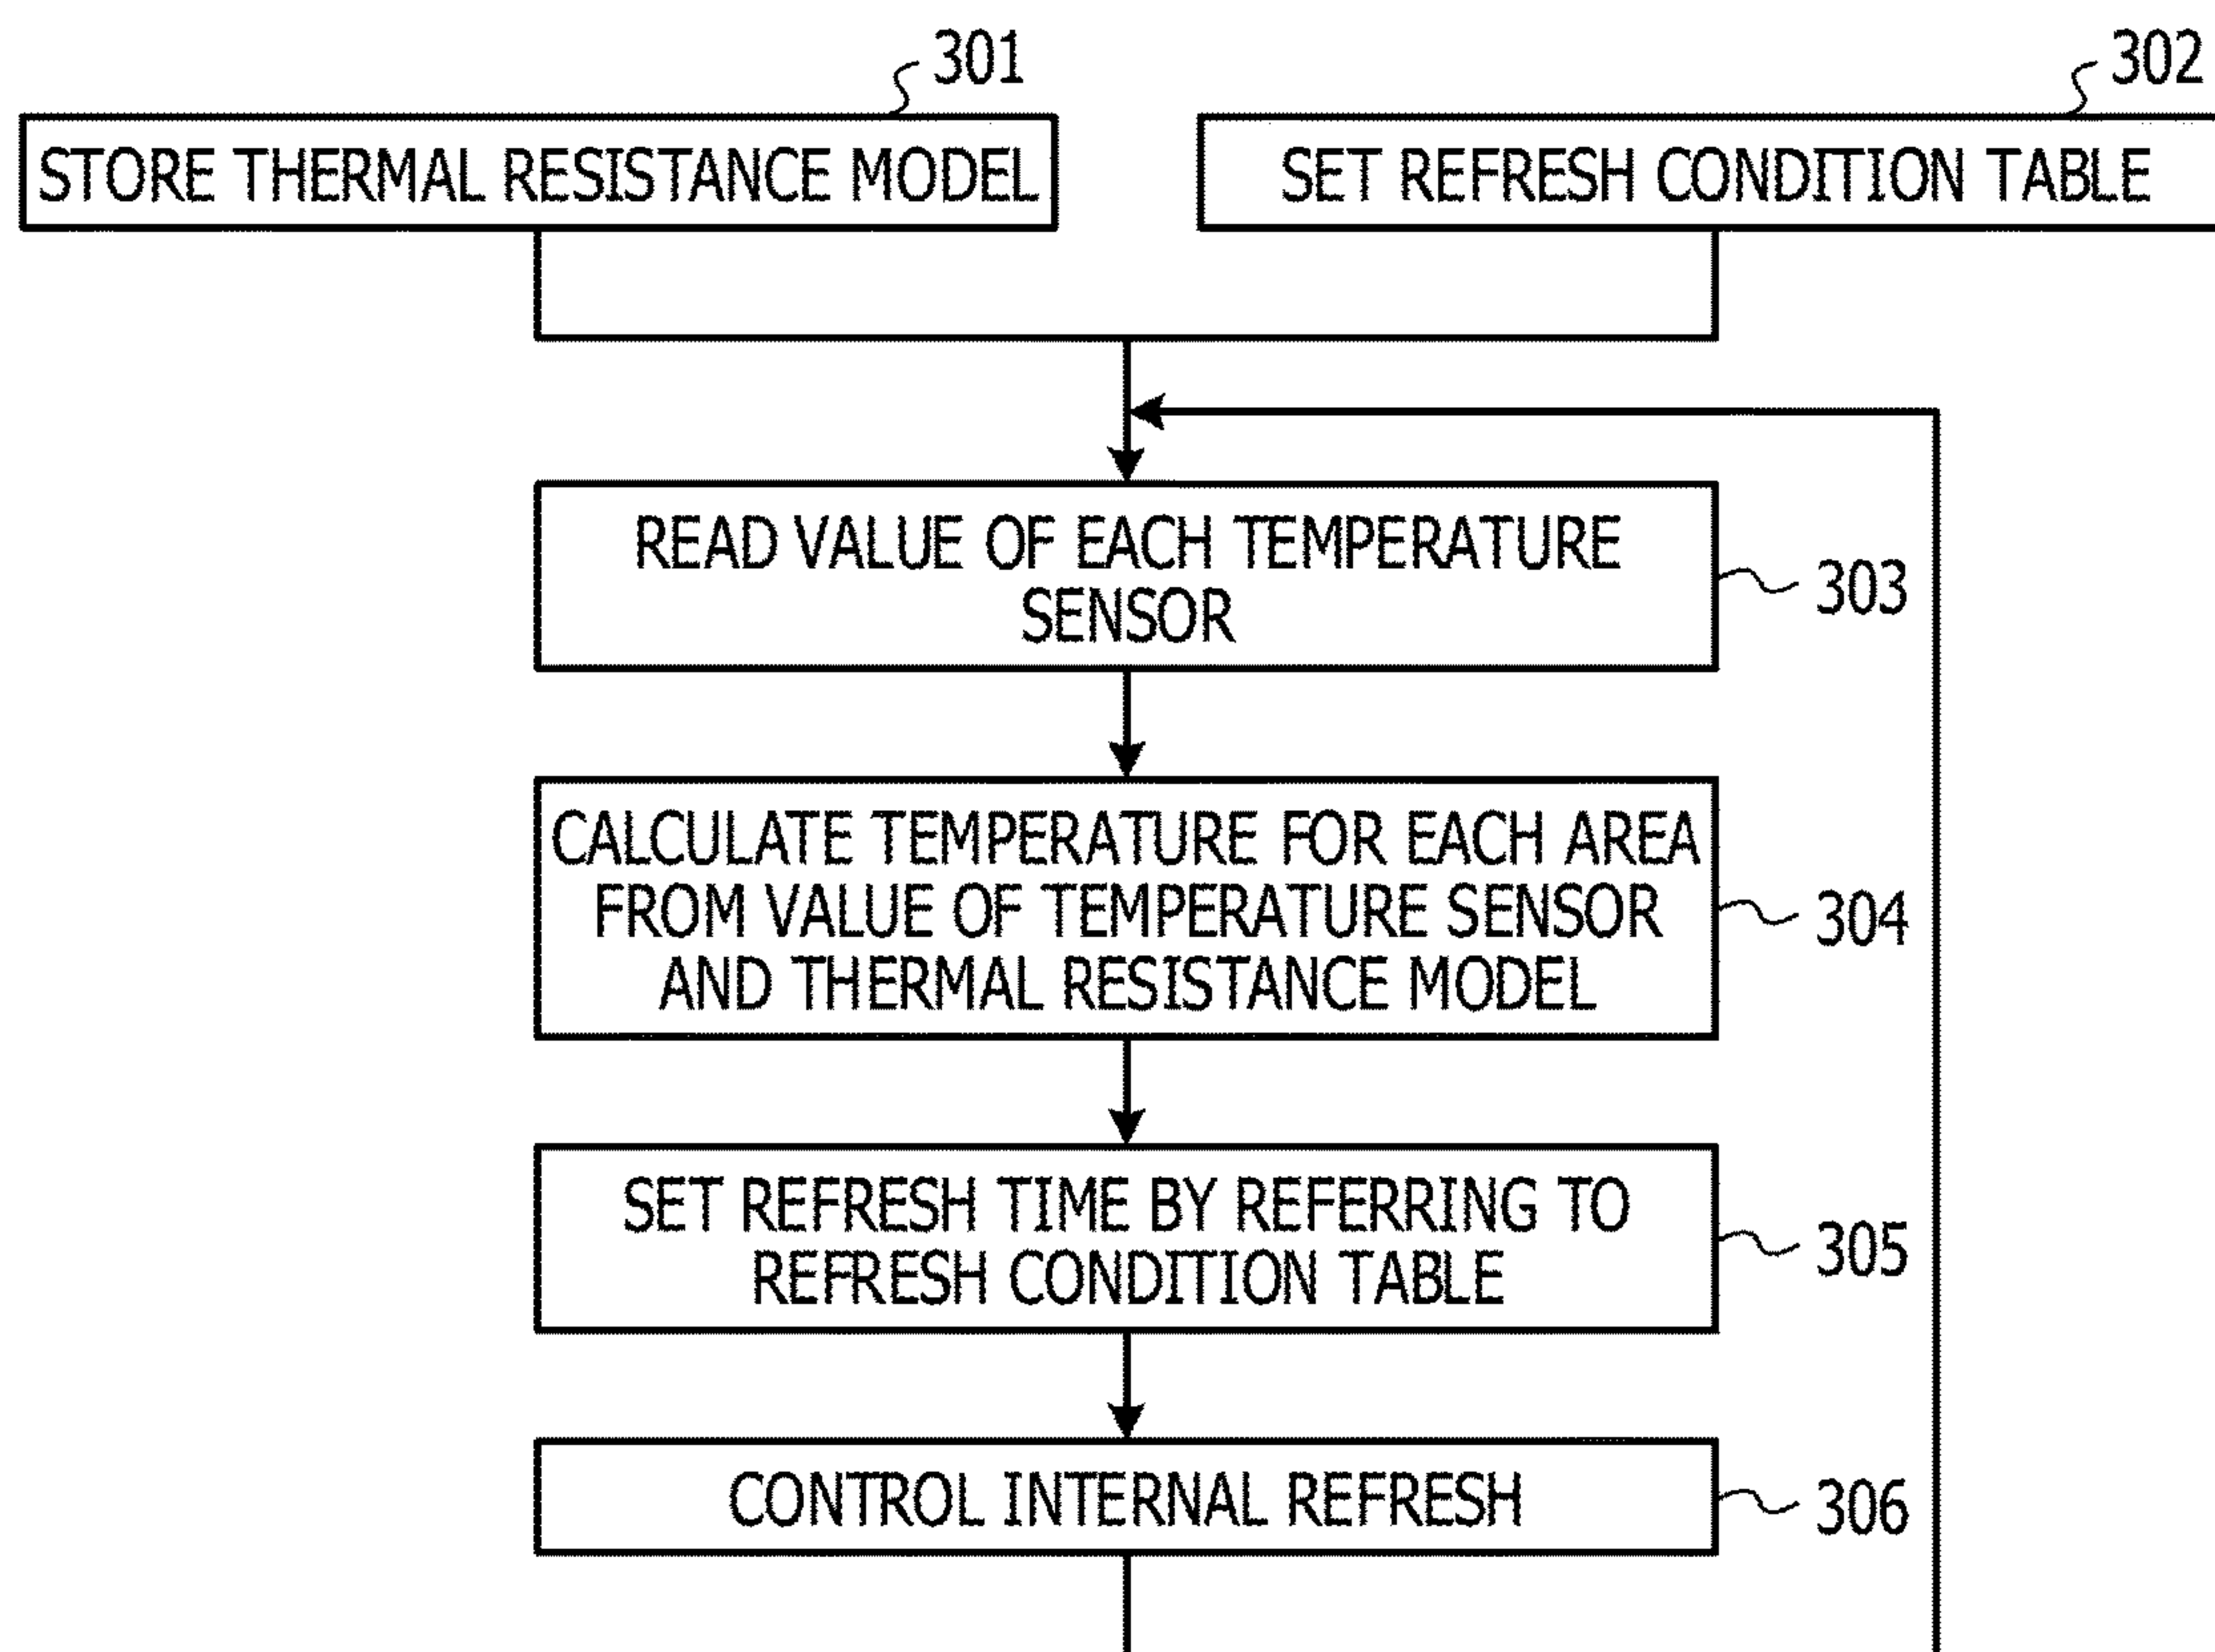 301
302
STORE THERMAL RESISTANCE MODEL
SET REFRESH CONDITION TABLE
READ VALUE OF EACH TEMPERATURE
SENSOR
303
CALCULATE TEMPERATURE FOR EACH AREA
FROM VALUE OF TEMPERATURE SENSOR
AND THERMAL RESISTANCE MODEL
304
SET REFRESH TIME BY REFERRING TO
REFRESH CONDITION TABLE
305
CONTROL INTERNAL REFRESH
306